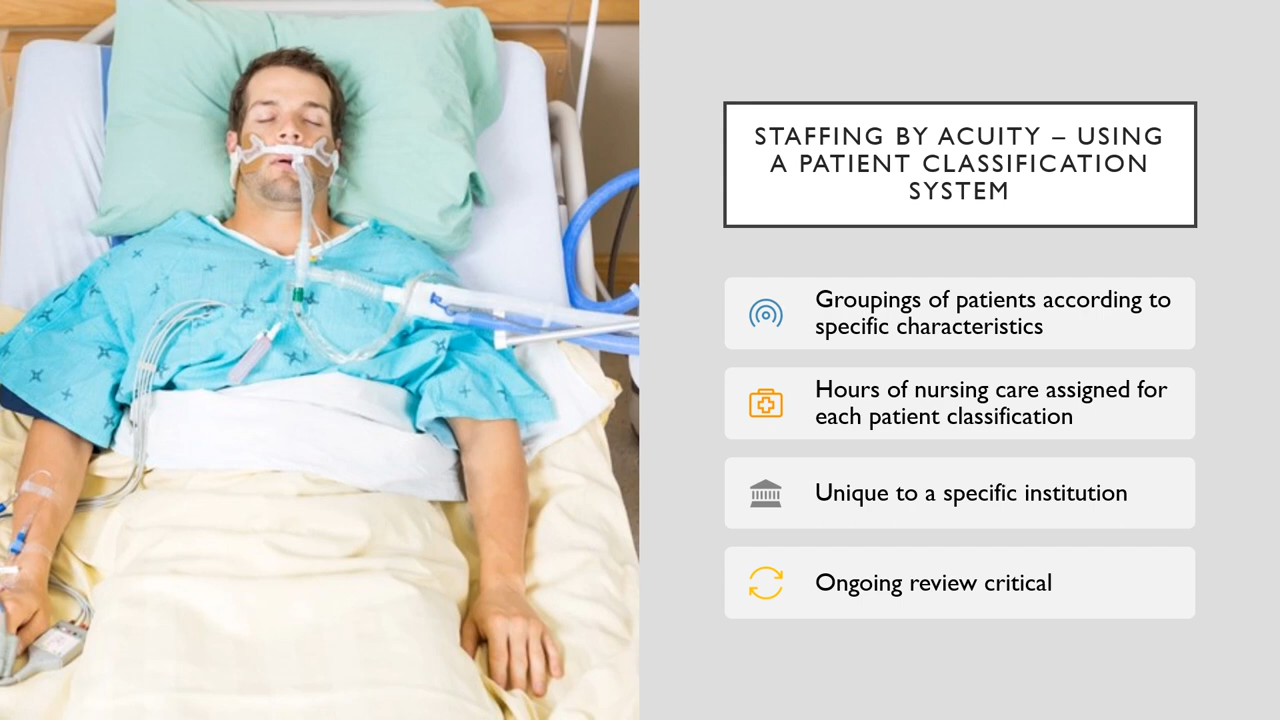 STAFFING BY ACUITY – USING
A PATIENT CLASSIFICATION
SYSTEM
Groupings of patients according to
specific characteristics
Hours of nursing care assigned for
each patient classification
Unique to a specific institution
Ongoing review critical